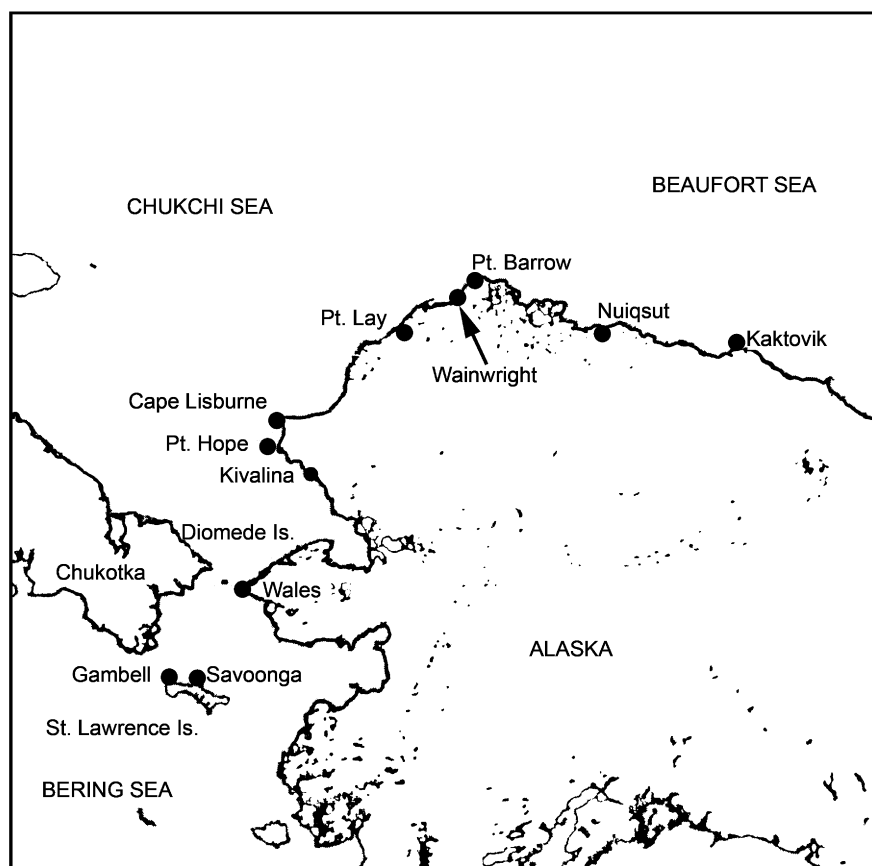 BEAUFORT SEA
CHUKCHI SEA
Pt. Barrow
Nuiqsut
Pt. Lay
Kaktovik
Wainwright
Cape Lisburne
Pt. Hope
Kivalina
Diomede Is.
Chukotka
Wales
ALASKA
Gambell
Savoonga
St. Lawrence Is.
BERING SEA